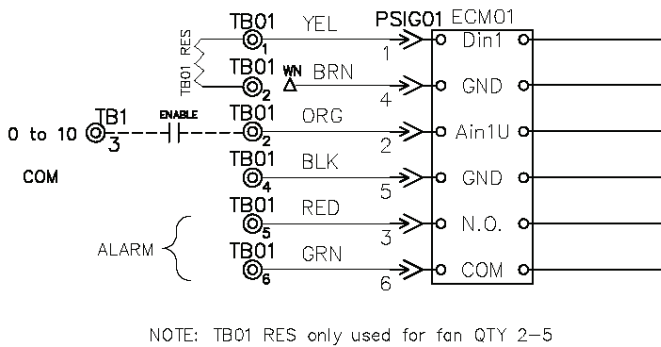 TB01 YEL PSIG01 ECM01
1 1 Din1
TB01 RES
TB01 WN BRN
2 4 GND
0 to 10 TB1 ENABLE TB01 ORG
3 2 2 Ain1U
COM TB01 BLK
4 5 GND
TB01 RED
5 3 N.O.
ALARM
TB01 GRN
6 6 COM
NOTE: TB01 RES only used for fan QTY 2-5